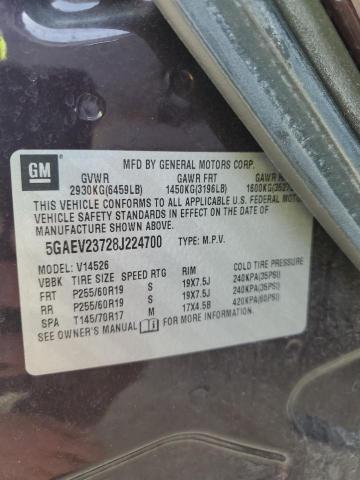 GM
MFD BY GENERAL MOTORS CORP.
GVWR GAWR FRT GAWR
2930KG(6459LB) 1450KG(3196LB)
THIS VEHICLE CONFORMS TO ALL APPLICABLE U.S. FEDERAL MOTOR
VEHICLE SAFETY STANDARDS IN EFFECT ON THE DATE OF
MANUFACTURE SHOWN ABOVE.
5GAEV23728J224700 TYPE: M.P.V.
MODEL: V14526
VBBK TIRE SIZE SPEED RTG RIM COLD TIRE PRESSURE
FRT P255/60R19 S 19X7.5J 240KPA(35PSI)
RR P255/60R19 S 19X7.5J 240KPA(35PSI)
SPA T145/70R17 M 17X4.5B 420KPA(60PSI)
SEE OWNER'S MANUAL FOR ADDITIONAL INFORMATION.